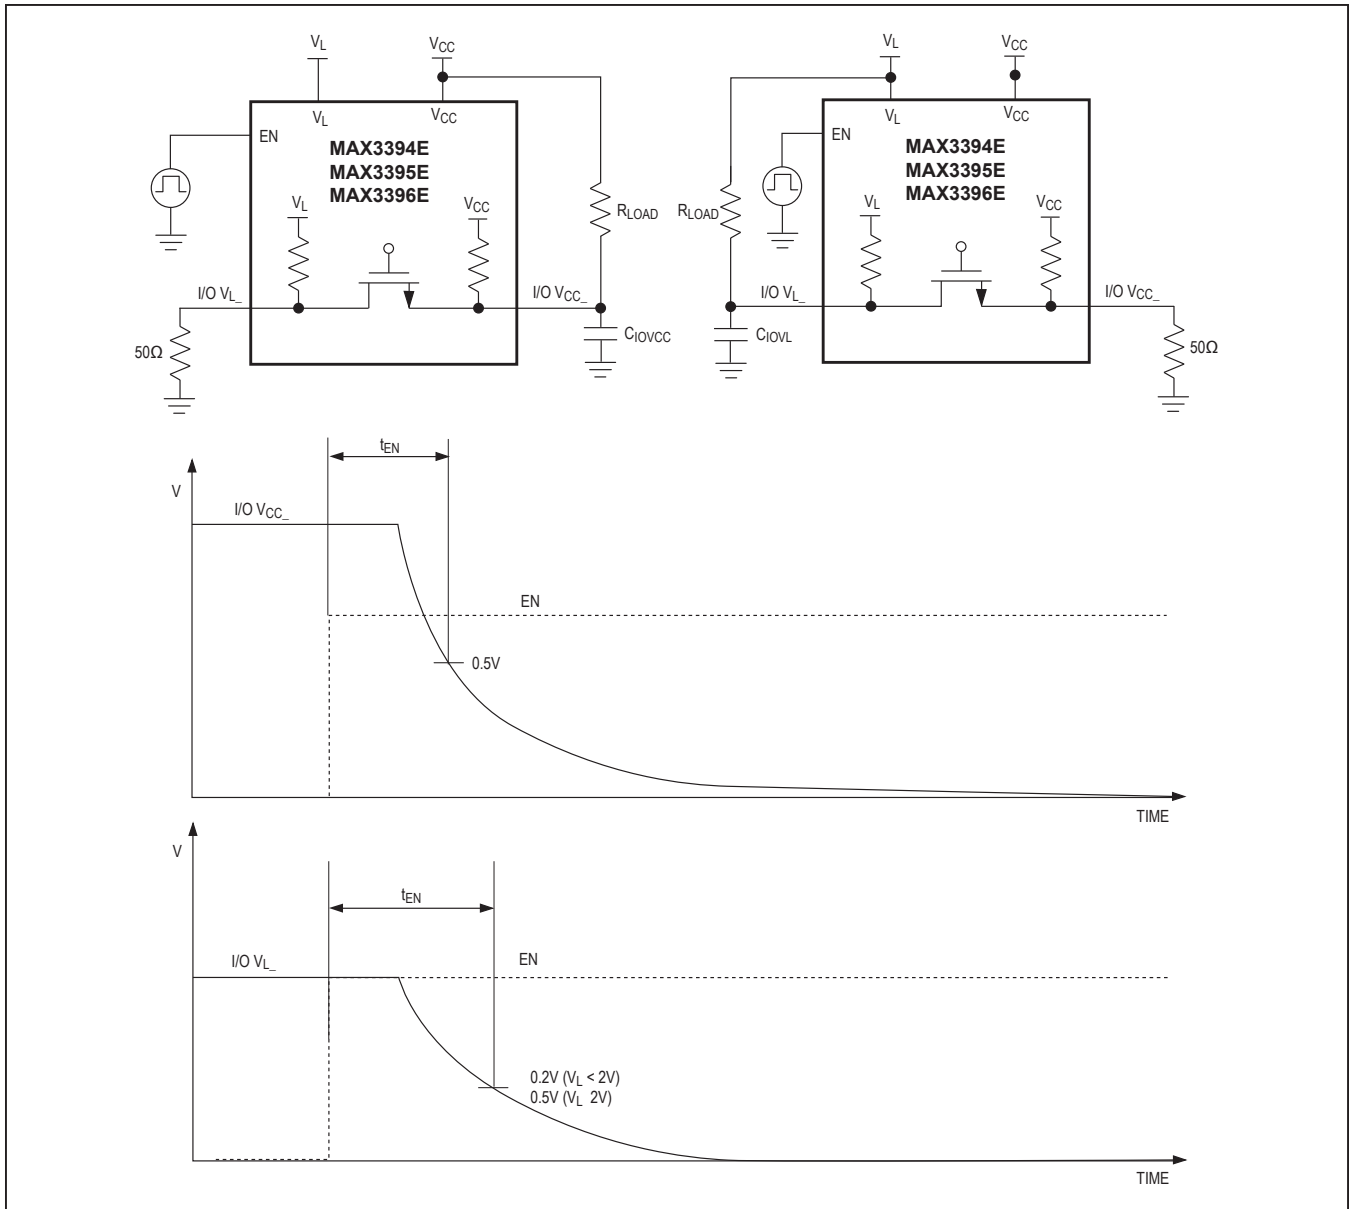 VL
VCC
VL
VCC
EN
MAX3394E
MAX3395E
MAX3396E
VL
VCC
RLOAD
I/O VL_
I/O VCC_
50Ω
CIOVCC
VL
VCC
VL
VCC
EN
MAX3394E
MAX3395E
MAX3396E
RLOAD
VL
VCC
I/O VL_
I/O VCC_
CIOVL
50Ω
tEN
V
I/O VCC_
EN
0.5V
TIME
V
tEN
I/O VL_
EN
0.2V (VL < 2V)
0.5V (VL 2V)
TIME